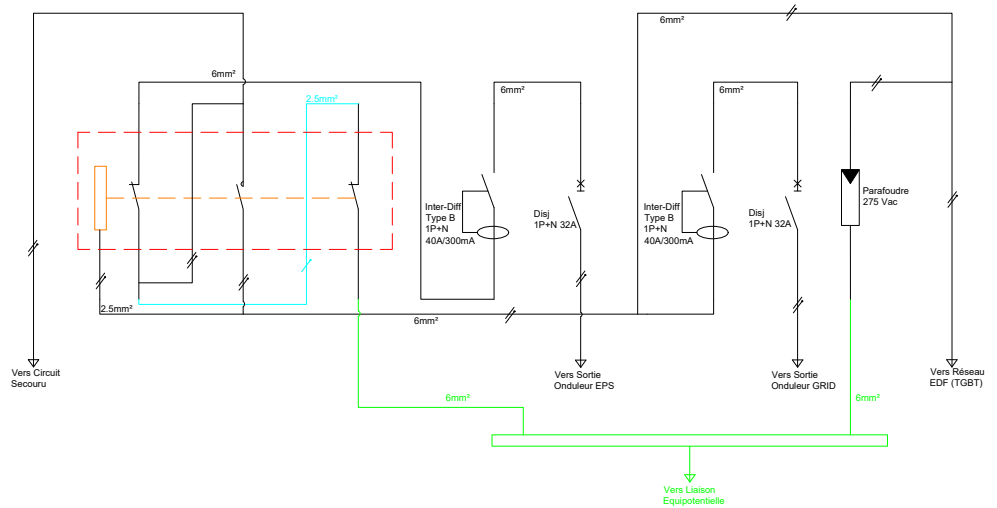 6mm²
6mm²
2.5mm²
6mm²
6mm²
Inter-Diff
Type B
1P+N
40A/300mA
Disj
1P+N 32A
Inter-Diff
Type B
1P+N
40A/300mA
Disj
1P+N 32A
Parafoudre
275 Vac
2.5mm²
6mm²
Vers Circuit
Secouru
Vers Sortie
Onduleur EPS
Vers Sortie
Onduleur GRID
Vers Réseau
EDF (TGBT)
6mm²
6mm²
Vers Liaison
Equipotentielle